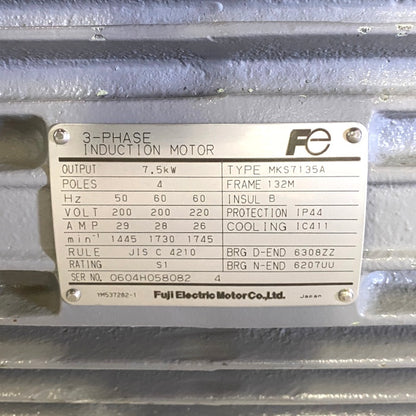 3-PHASE
INDUCTION MOTOR
Fe
OUTPUT 7.5kW TYPE MKS7135A
POLES 4 FRAME 132M
Hz 50 60 60 INSUL B
VOLT 200 200 220 PROTECTION IP44
AMP 29 28 26 COOLING IC411
min⁻¹ 1445 1730 1745
RULE JIS C 4210 BRG D-END 6308ZZ
RATING S1 BRG N-END 6207UU
SER NO. 0604H058082 4
YM537202-1 Fuji Electric Motor Co., Ltd. Japan